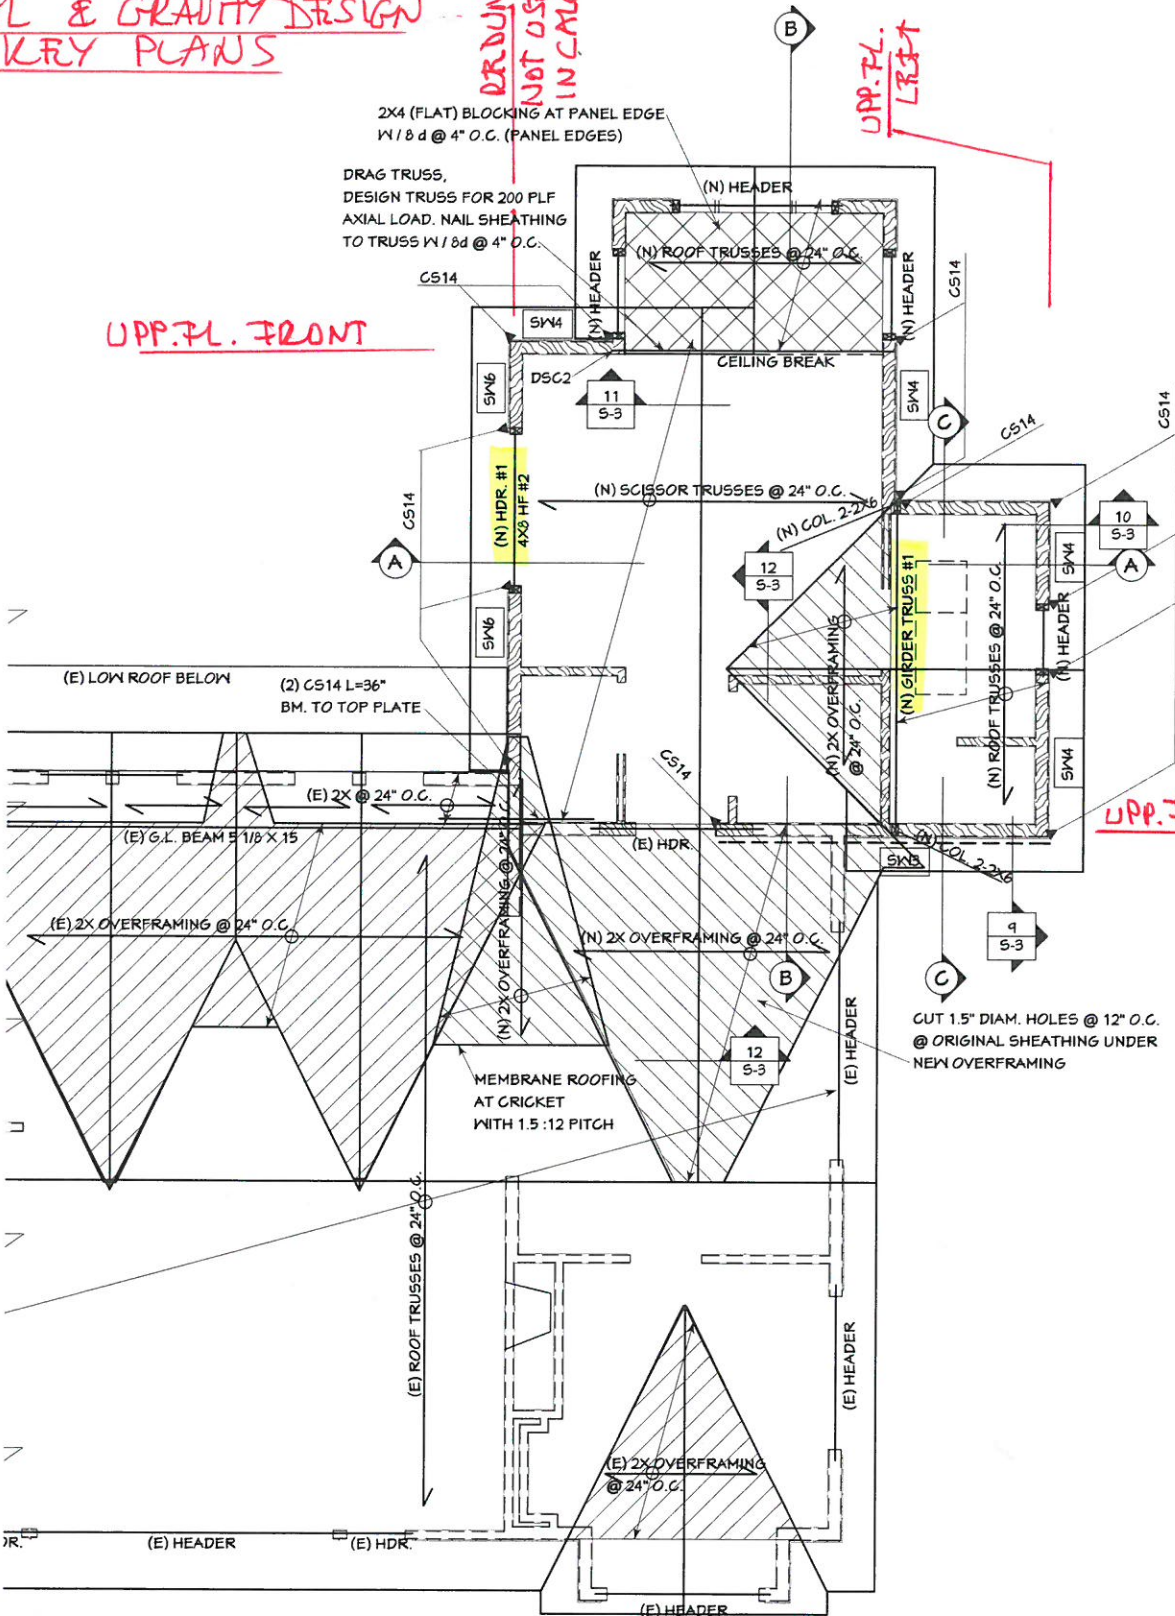 & GRAVITY DESIGN
KEY PLANS
NOT USED
IN CALC
UPP. FL.
2X4 (FLAT) BLOCKING AT PANEL EDGE
W/ 8d @ 4" O.C. (PANEL EDGES)
DRAG TRUSS,
DESIGN TRUSS FOR 200 PLF
AXIAL LOAD. NAIL SHEATHING
TO TRUSS W/ 8d @ 4" O.C.
CS14
UPP. FL. FRONT
B
(N) HEADER
(N) ROOF TRUSSES @ 24" O.C.
(N) HEADER
(N) HEADER
CS14
SW4
SW6
DSC2
CEILING BREAK
11
S-3
SW4
C
CS14
CS14
CS14
(N) HDR. #1
4X8 HF #2
(N) SCISSOR TRUSSES @ 24" O.C.
(N) COL. 2-2X6
10
S-3
A
A
12
S-3
SW4
(N) GIRDER TRUSS #1
(N) ROOF TRUSSES @ 24" O.C.
(N) HEADER
SW6
(N) 2X OVERFRAMING
@ 24" O.C.
(E) LOW ROOF BELOW
(2) CS14 L=36"
BM. TO TOP PLATE
CS14
SW4
(E) 2X @ 24" O.C.
(E) G.L. BEAM 5 1/8 X 15
(E) HDR.
SW3
(N) COL. 2-2X6
UPP.
(N) 2X OVERFRAMING @ 24" O.C.
(E) 2X OVERFRAMING @ 24" O.C.
(N) 2X OVERFRAMING @ 24" O.C.
9
S-3
B
C
CUT 1.5" DIAM. HOLES @ 12" O.C.
@ ORIGINAL SHEATHING UNDER
NEW OVERFRAMING
(E) HEADER
12
S-3
MEMBRANE ROOFING
AT CRICKET
WITH 1.5 :12 PITCH
(E) ROOF TRUSSES @ 24" O.C.
(E) HEADER
(E) 2X OVERFRAMING
@ 24" O.C.
(E) HEADER
(E) HDR.
(E) HEADER